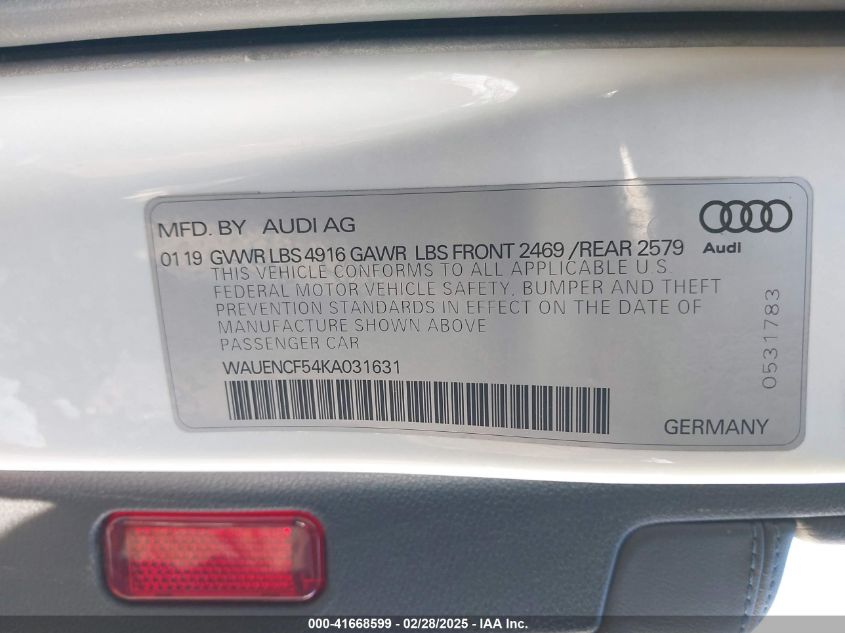 MFD. BY AUDI AG
Audi
01 19 GVWR LBS 4916 GAWR LBS FRONT 2469 /REAR 2579
THIS VEHICLE CONFORMS TO ALL APPLICABLE U.S.
FEDERAL MOTOR VEHICLE SAFETY, BUMPER AND THEFT
PREVENTION STANDARDS IN EFFECT ON THE DATE OF
MANUFACTURE SHOWN ABOVE
PASSENGER CAR
WAUENCF54KA031631
0531783
GERMANY
000-41668599 — 02/28/2025 — IAA Inc.